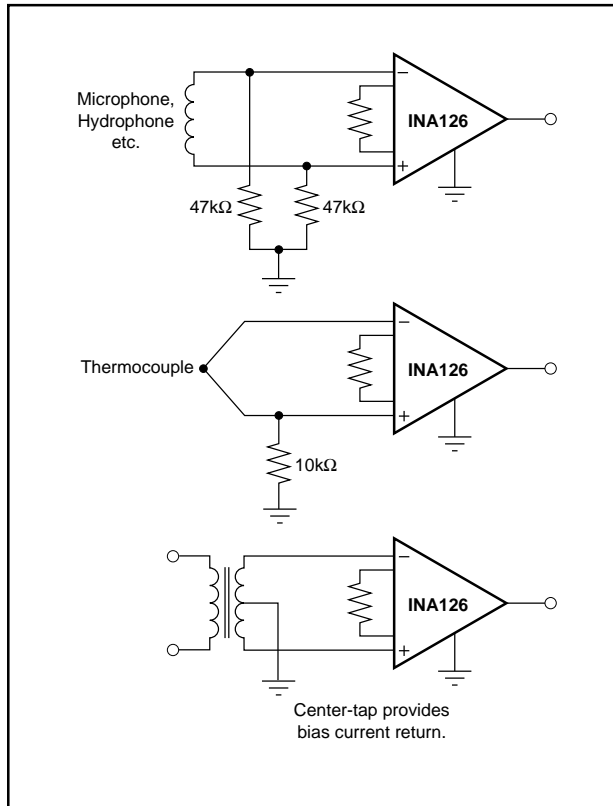 Microphone,
Hydrophone
etc.
−
INA126
+
47kΩ
47kΩ
Thermocouple
−
INA126
+
10kΩ
−
INA126
+
Center-tap provides
bias current return.